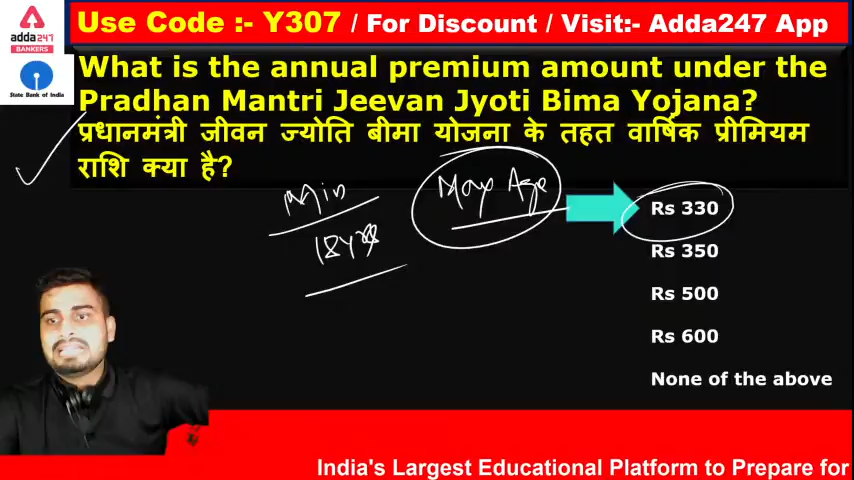 Use Code :- Y307 / For Discount / Visit:- Adda247 App
adda247
BANKERS
State Bank of India
What is the annual premium amount under the
Pradhan Mantri Jeevan Jyoti Bima Yojana?
प्रधानमंत्री जीवन ज्योति बीमा योजना के तहत वार्षिक प्रीमियम
राशि क्या है?
Min
Max Age
18Yrs
Rs 330
Rs 350
Rs 500
Rs 600
None of the above
India's Largest Educational Platform to Prepare for